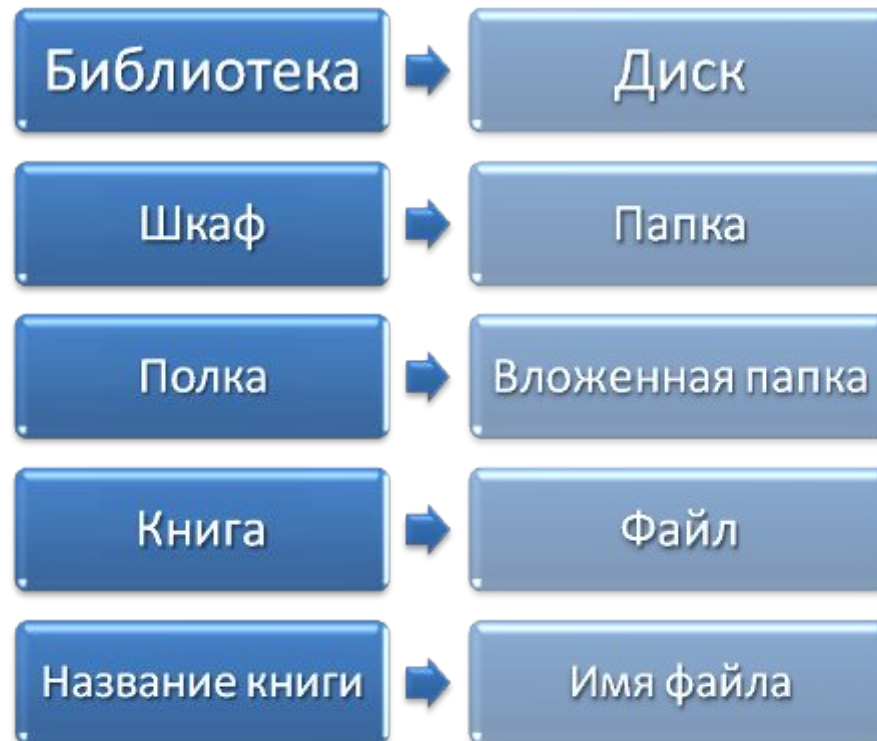 Библиотека
Диск
Шкаф
Папка
Полка
Вложенная папка
Книга
Файл
Название книги
Имя файла